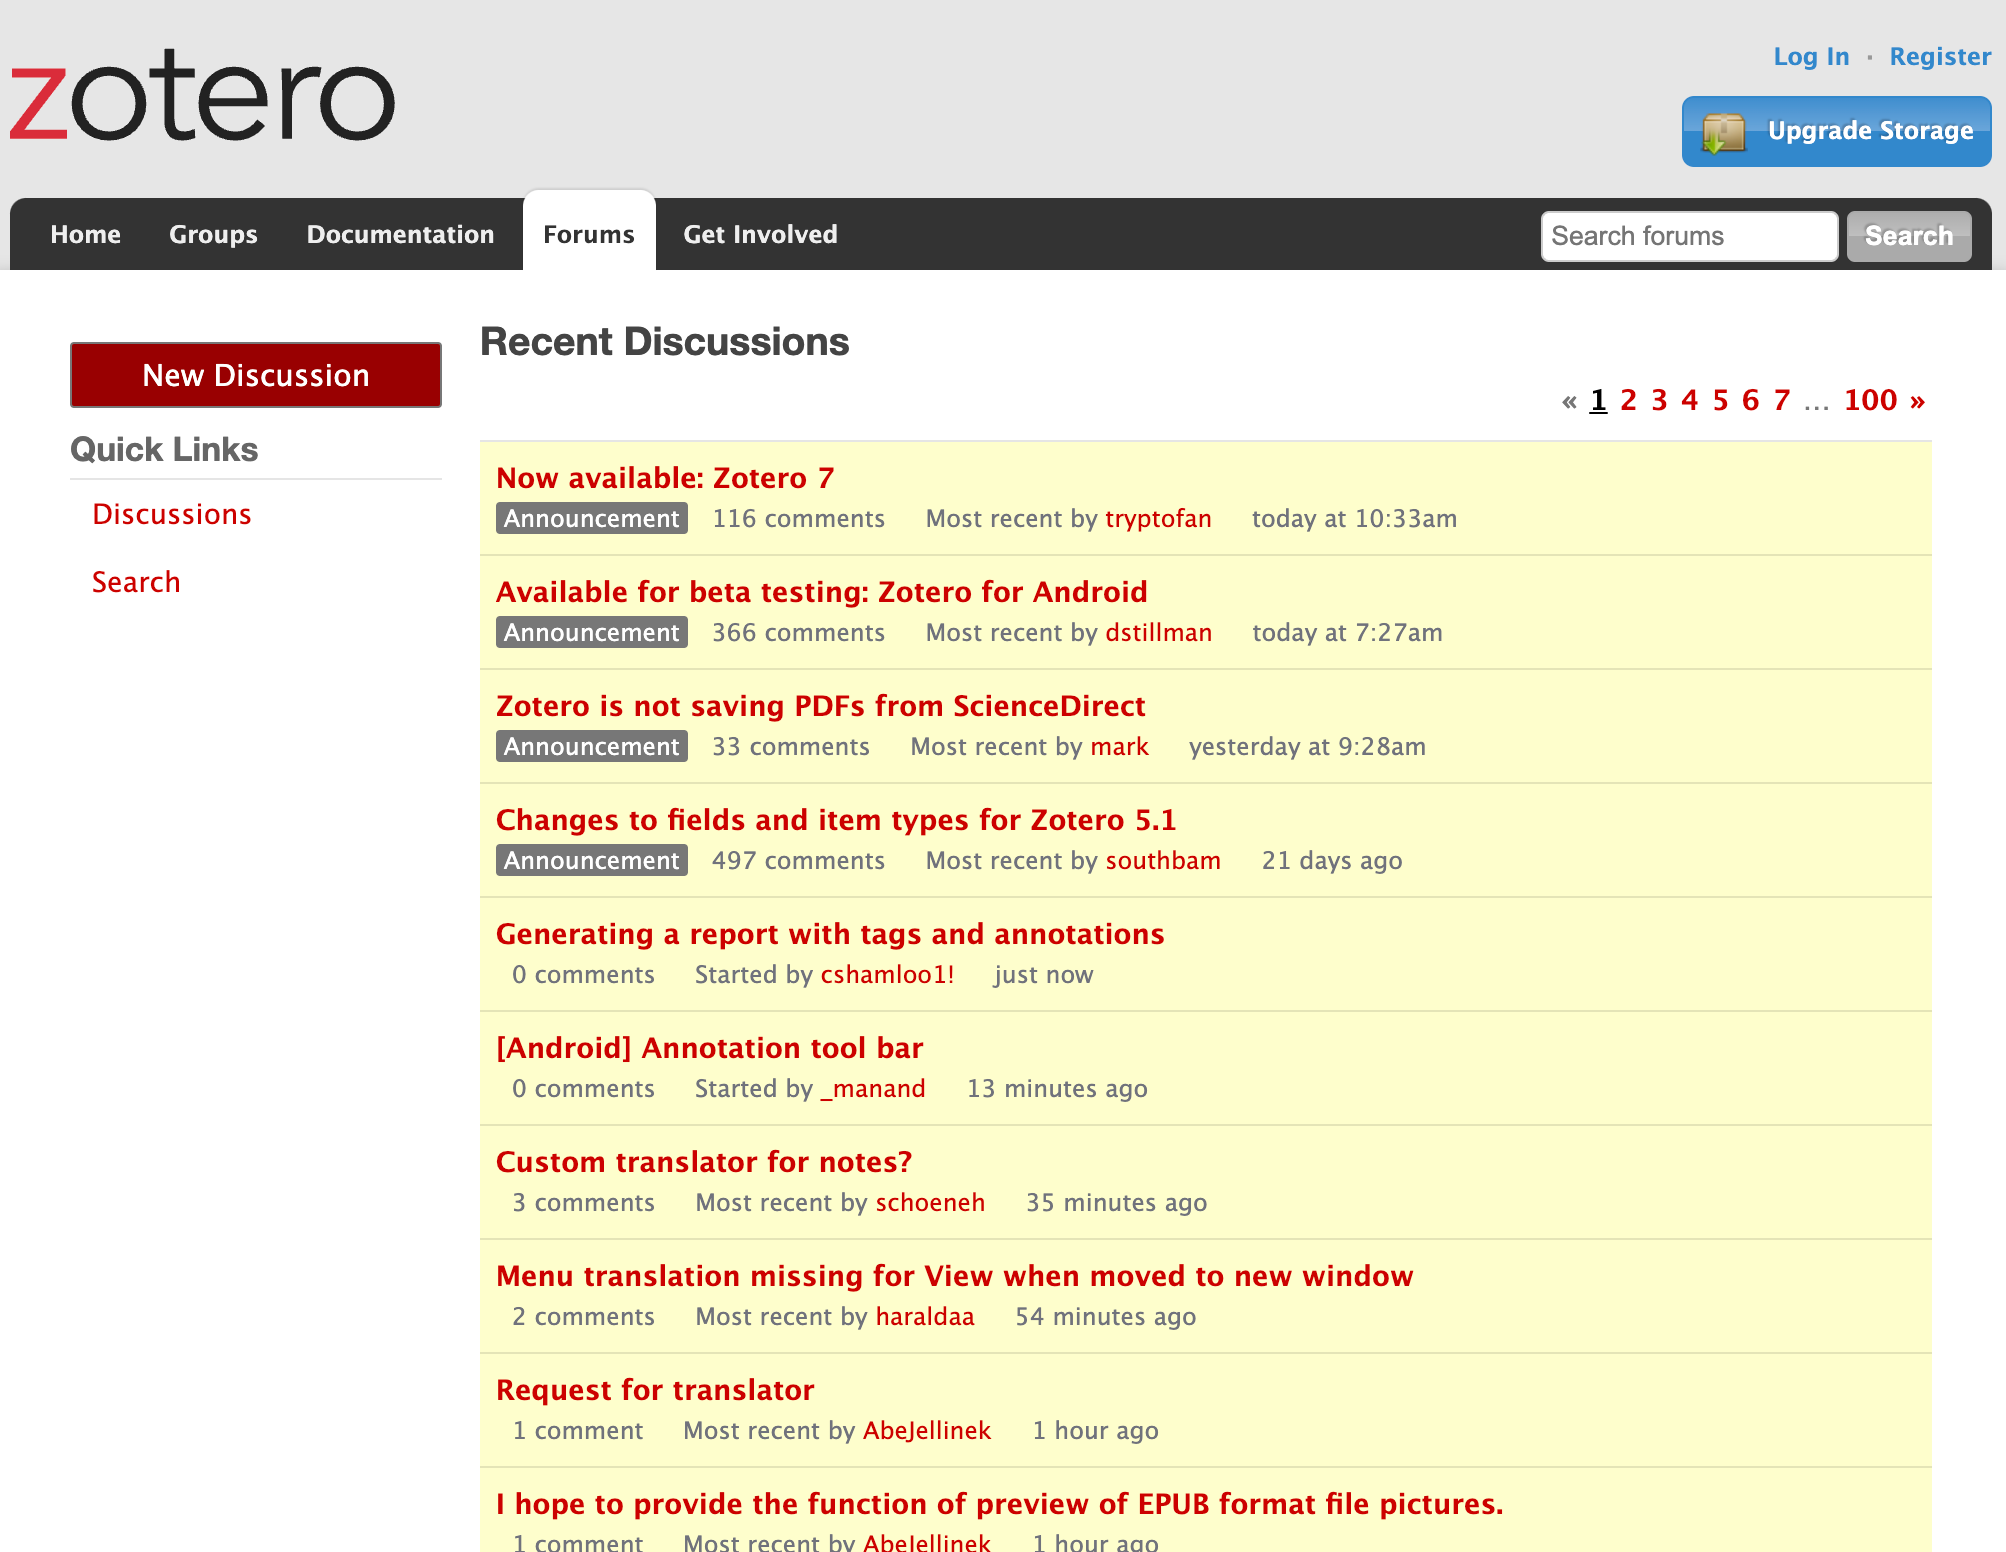 zotero
Log In · Register
Upgrade Storage
Home Groups Documentation Forums Get Involved
Search forums Search
New Discussion
Quick Links
Discussions
Search
Recent Discussions
« 1 2 3 4 5 6 7 … 100 »
Now available: Zotero 7
Announcement 116 comments Most recent by tryptofan today at 10:33am
Available for beta testing: Zotero for Android
Announcement 366 comments Most recent by dstillman today at 7:27am
Zotero is not saving PDFs from ScienceDirect
Announcement 33 comments Most recent by mark yesterday at 9:28am
Changes to fields and item types for Zotero 5.1
Announcement 497 comments Most recent by southbam 21 days ago
Generating a report with tags and annotations
0 comments Started by cshamloo1! just now
[Android] Annotation tool bar
0 comments Started by _manand 13 minutes ago
Custom translator for notes?
3 comments Most recent by schoeneh 35 minutes ago
Menu translation missing for View when moved to new window
2 comments Most recent by haraldaa 54 minutes ago
Request for translator
1 comment Most recent by AbeJellinek 1 hour ago
I hope to provide the function of preview of EPUB format file pictures.
1 comment Most recent by AbeJellinek 1 hour ago